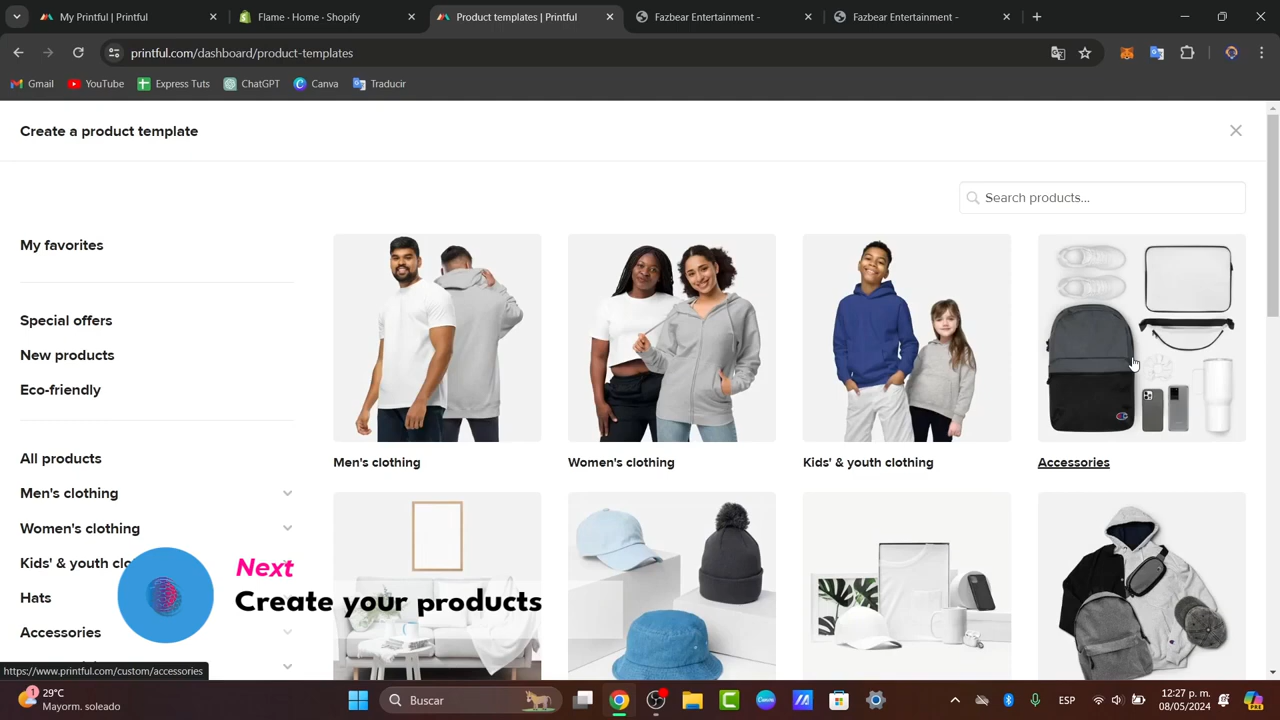 My Printful | Printful
Flame · Home · Shopify
Product templates | Printful
Fazbear Entertainment -
Fazbear Entertainment -
printful.com/dashboard/product-templates
Gmail
YouTube
Express Tuts
ChatGPT
Canva
Traducir
Create a product template
Search products...
My favorites
Special offers
New products
Eco-friendly
All products
Men's clothing
Women's clothing
Kids' & youth clo
Hats
Accessories
Men's clothing
Women's clothing
Kids' & youth clothing
Accessories
Next
Create your products
https://www.printful.com/custom/accessories
1
29°C
Mayorm. soleado
Buscar
ESP
12:27 p. m.
08/05/2024